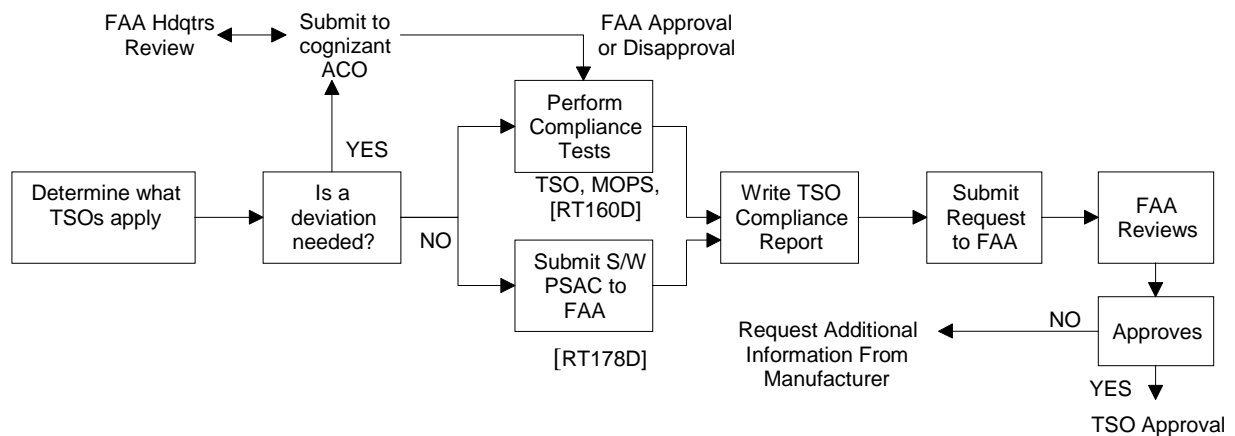 FAA Hdqtrs
Review
Submit to
cognizant
ACO
FAA Approval
or Disapproval
YES
Determine what
TSOs apply
Is a
deviation
needed?
NO
Perform
Compliance
Tests
TSO, MOPS,
[RT160D]
Submit S/W
PSAC to
FAA
[RT178D]
Write TSO
Compliance
Report
Submit
Request
to FAA
FAA
Reviews
Approves
NO
Request Additional
Information From
Manufacturer
YES
TSO Approval